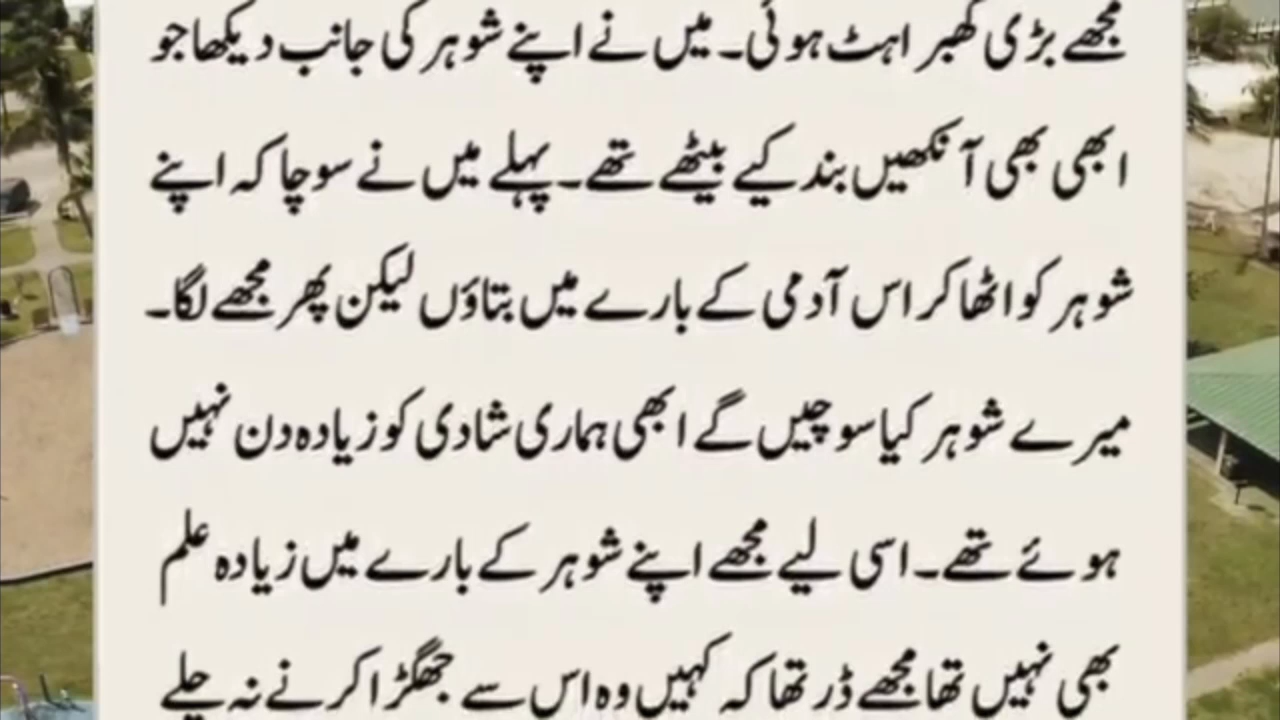 مجھے بڑی گھبراہٹ ہوئی۔ میں نے اپنے شوہر کی جانب دیکھا جو
ابھی بھی آنکھیں بند کیے بیٹھے تھے۔ پہلے میں نے سوچا کہ اپنے
شوہر کو اٹھا کر اس آدمی کے بارے میں بتاؤں لیکن پھر مجھے لگا۔
میرے شوہر کیا سوچیں گے ابھی ہماری شادی کو زیادہ دن نہیں
ہوئے تھے۔ اسی لیے مجھے اپنے شوہر کے بارے میں زیادہ علم
بھی نہیں تھا مجھے ڈر تھا کہ کہیں وہ اس سے جھگڑا کرنے نہ چلے